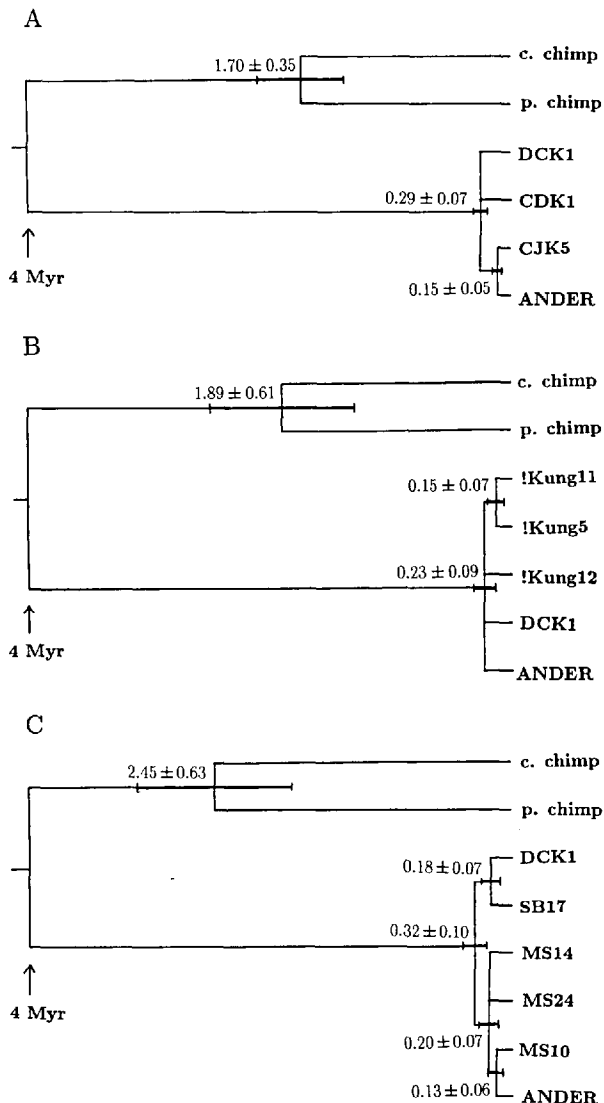 A
1.70 ± 0.35
c. chimp
p. chimp
DCK1
0.29 ± 0.07
CDK1
CJK5
0.15 ± 0.05
ANDER
↑
4 Myr
B
1.89 ± 0.61
c. chimp
p. chimp
0.15 ± 0.07
!Kung11
!Kung5
0.23 ± 0.09
!Kung12
DCK1
ANDER
↑
4 Myr
C
2.45 ± 0.63
c. chimp
p. chimp
DCK1
0.18 ± 0.07
SB17
0.32 ± 0.10
MS14
MS24
0.20 ± 0.07
MS10
0.13 ± 0.06
ANDER
↑
4 Myr